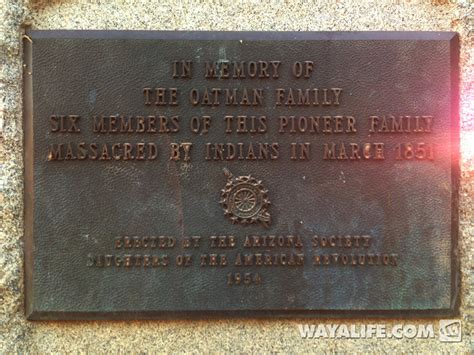 IN MEMORY OF
THE OATMAN FAMILY
SIX MEMBERS OF THIS PIONEER FAMILY
MASSACRED BY INDIANS IN MARCH 1851
ERECTED BY THE ARIZONA SOCIETY
DAUGHTERS OF THE AMERICAN REVOLUTION
1954
WAYALIFE.COM